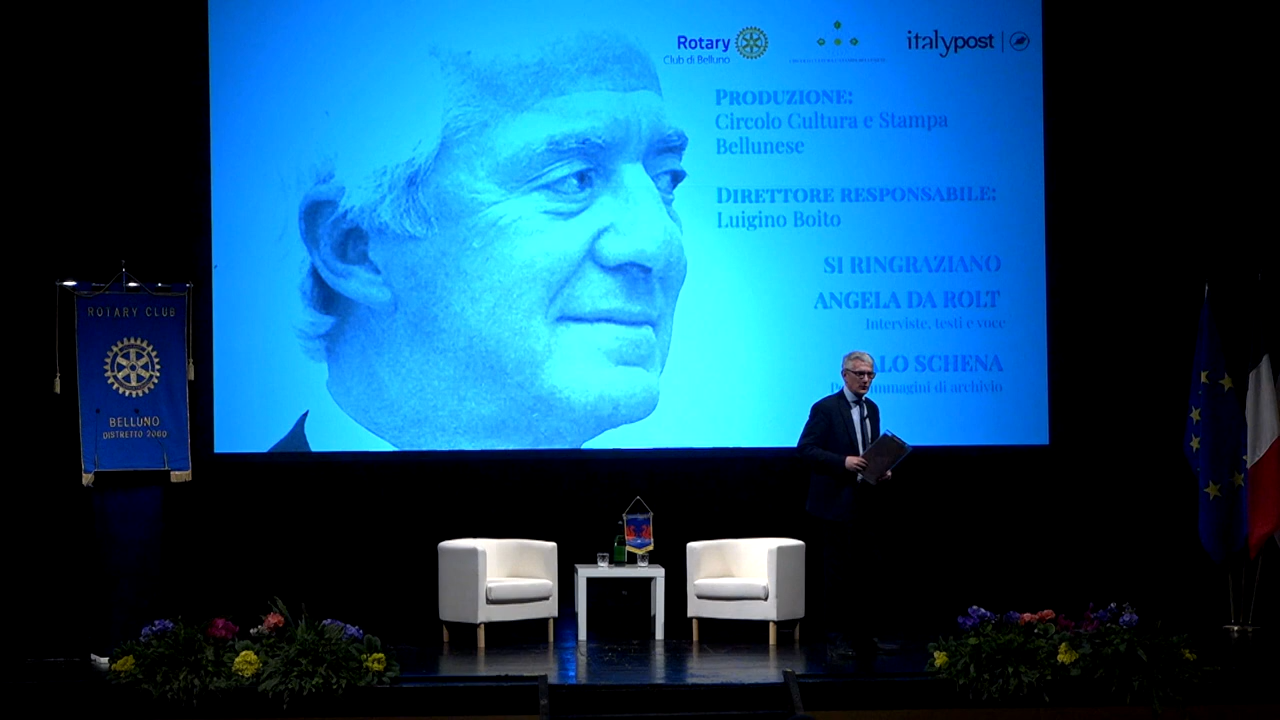 Rotary
Club di Belluno
italypost
PRODUZIONE:
Circolo Cultura e Stampa
Bellunese
DIRETTORE RESPONSABILE:
Luigino Boito
SI RINGRAZIANO
ANGELA DA ROLT
Interviste, testi e voce
ALO SCHENA
immagini di archivio
ROTARY CLUB
BELLUNO
DISTRETTO 2060